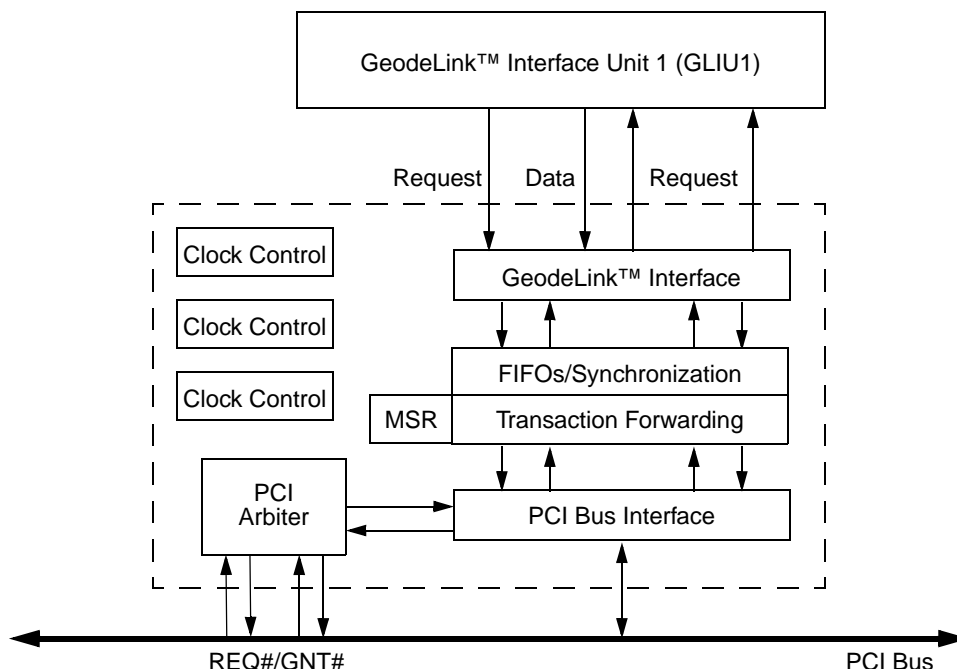 GeodeLink™ Interface Unit 1 (GLIU1)
Request
Data
Request
Clock Control
GeodeLink™ Interface
Clock Control
FIFOs/Synchronization
Clock Control
MSR
Transaction Forwarding
PCI
Arbiter
PCI Bus Interface
REQ#/GNT#
PCI Bus